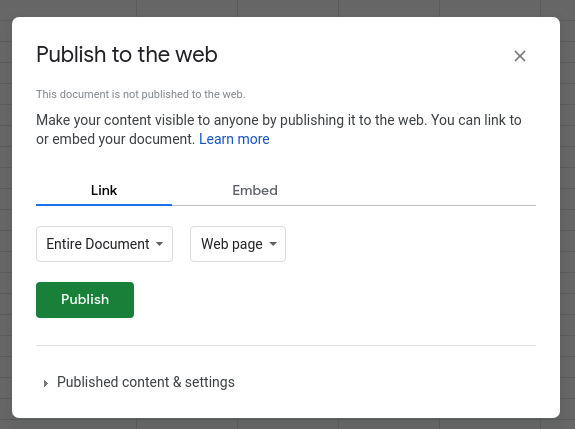 Publish to the web
This document is not published to the web.
Make your content visible to anyone by publishing it to the web. You can link to
or embed your document. Learn more
Link Embed
Entire Document Web page
Publish
Published content & settings